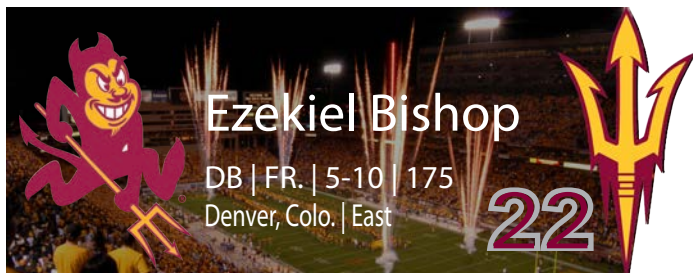 Ezekiel Bishop
DB | FR. | 5-10 | 175
Denver, Colo. | East
22